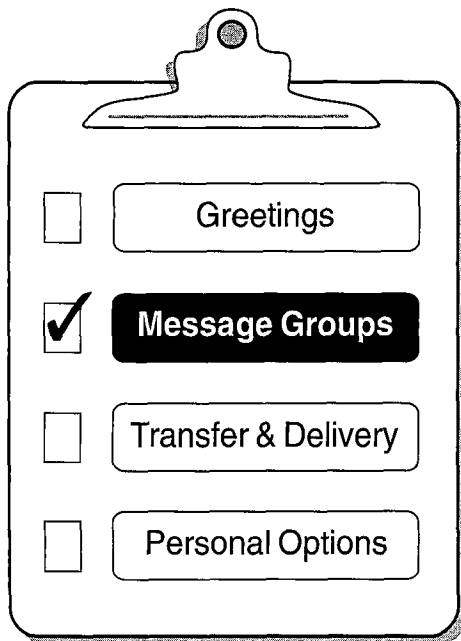 Greetings
Message Groups
Transfer & Delivery
Personal Options